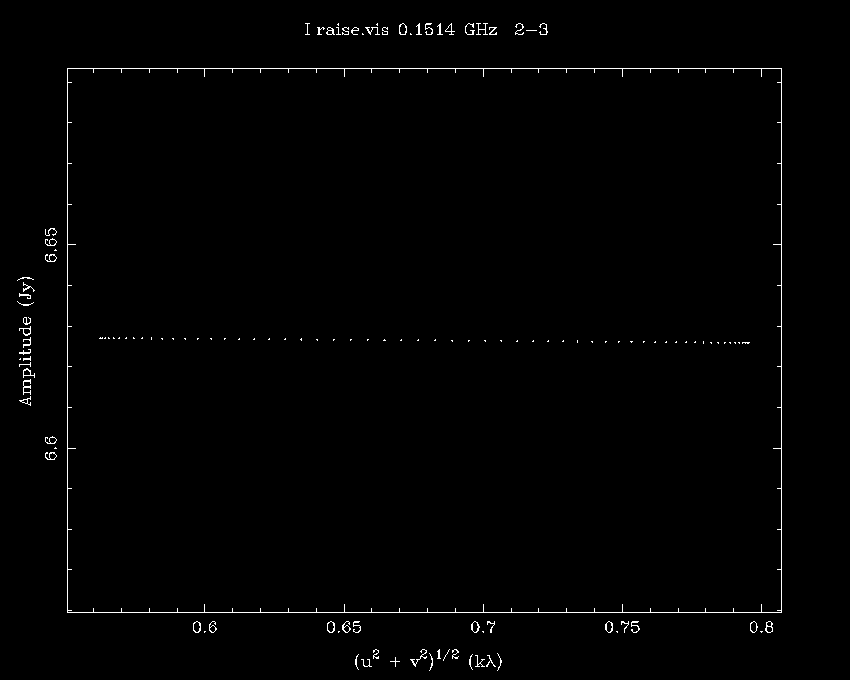 I raise.vis 0.1514 GHz 2−3
Amplitude (Jy)
6.65
6.6
0.6 0.65 0.7 0.75 0.8
(u² + v²)¹/² (kλ)